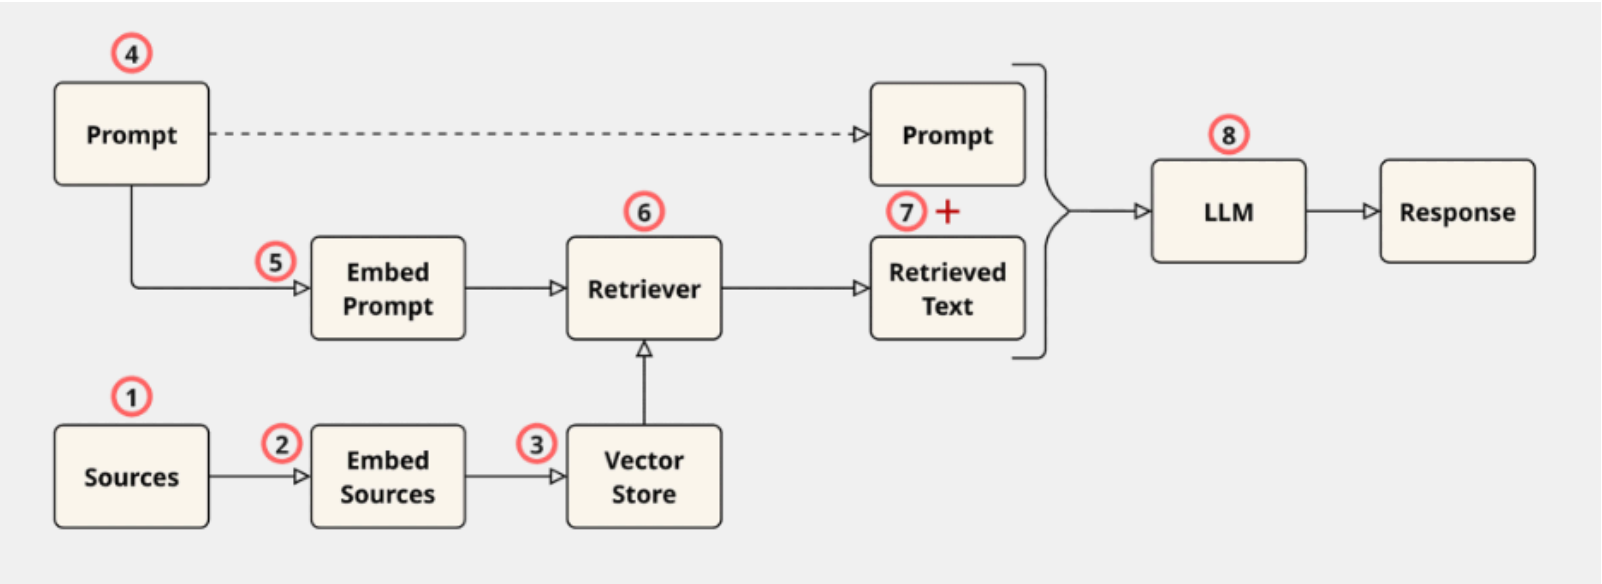 4
Prompt
Prompt
8
LLM
Response
7 +
6
5
Embed
Prompt
Retriever
Retrieved
Text
1
2
3
Sources
Embed
Sources
Vector
Store